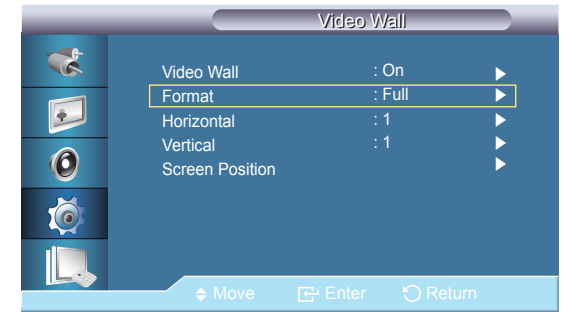 Video Wall
Video Wall : On
Format : Full
Horizontal : 1
Vertical : 1
Screen Position
Move Enter Return